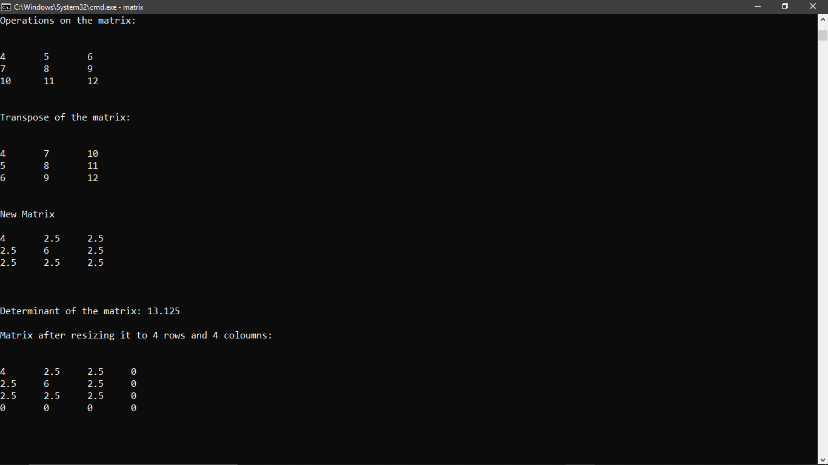 C:\Windows\System32\cmd.exe - matrix
Operations on the matrix:
4 5 6
7 8 9
10 11 12
Transpose of the matrix:
4 7 10
5 8 11
6 9 12
New Matrix
4 2.5 2.5
2.5 6 2.5
2.5 2.5 2.5
Determinant of the matrix: 13.125
Matrix after resizing it to 4 rows and 4 coloumns:
4 2.5 2.5 0
2.5 6 2.5 0
2.5 2.5 2.5 0
0 0 0 0